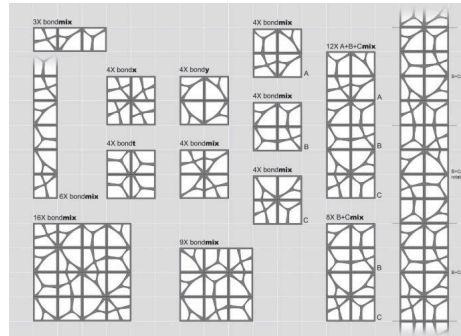 3X bondmix
4X bondmix
12X A+B+Cmix
4X bondx
4X bondy
A
A
4X bondmix
4X bondt
4X bondmix
B
B
4X bondmix
6X bondmix
C
C
16X bondmix
8X B+Cmix
9X bondmix
B
C